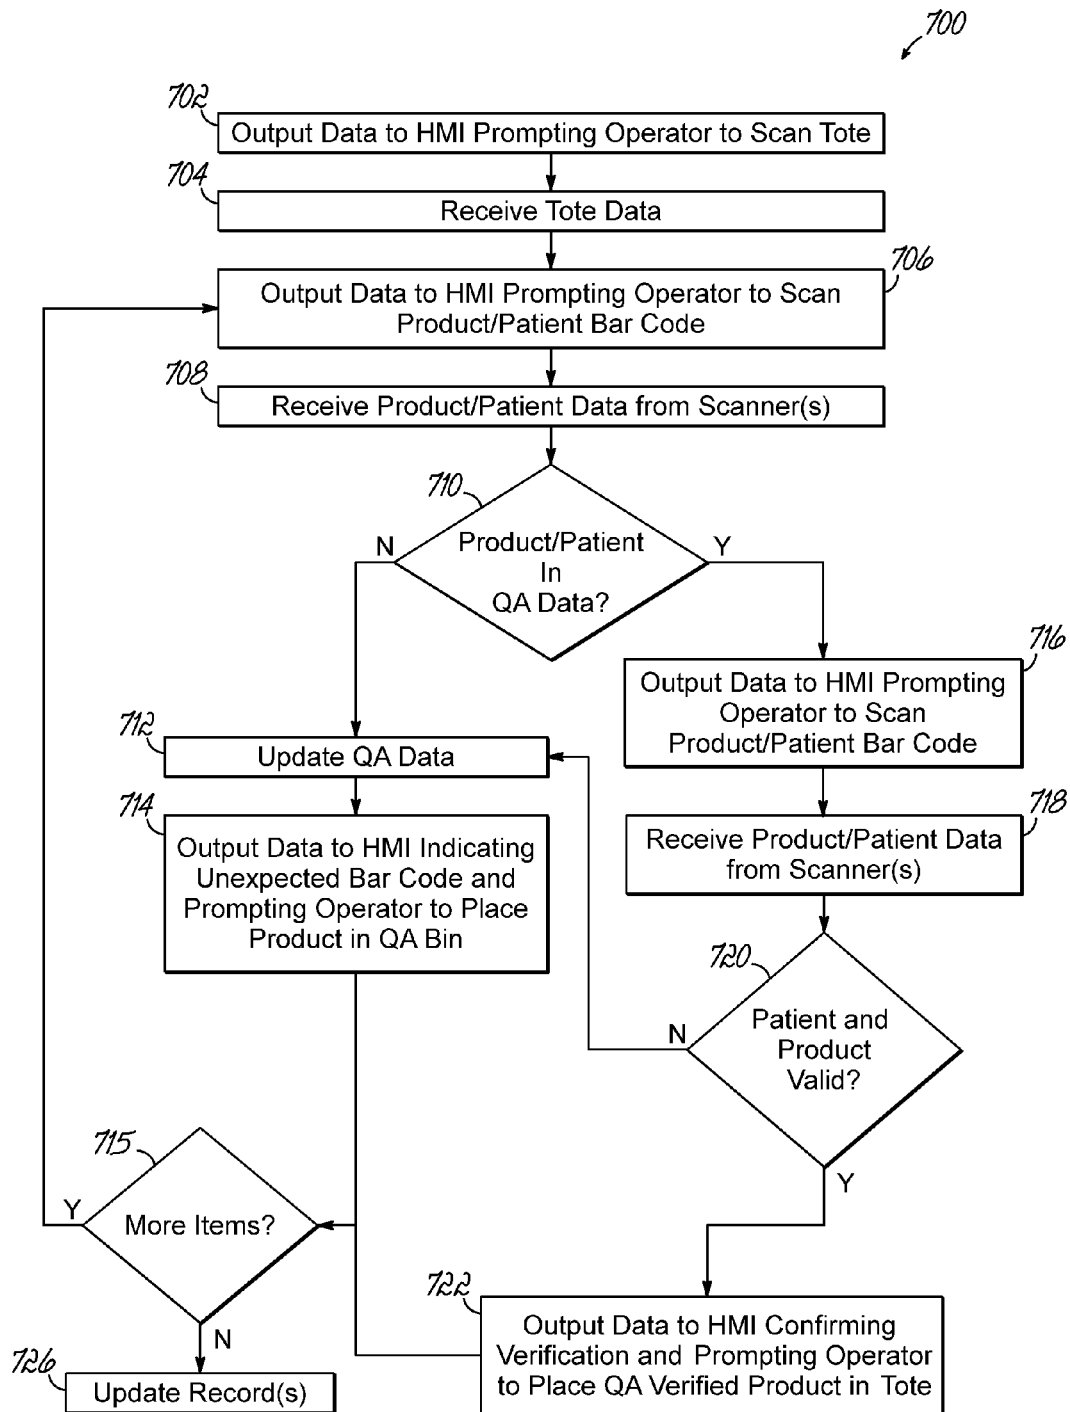 700
702
Output Data to HMI Prompting Operator to Scan Tote
704
Receive Tote Data
706
Output Data to HMI Prompting Operator to Scan
Product/Patient Bar Code
708
Receive Product/Patient Data from Scanner(s)
710
N
Y
Product/Patient
In
QA Data?
716
Output Data to HMI Prompting
Operator to Scan
Product/Patient Bar Code
712
Update QA Data
714
Output Data to HMI Indicating
Unexpected Bar Code and
Prompting Operator to Place
Product in QA Bin
718
Receive Product/Patient Data
from Scanner(s)
720
N
Patient and
Product
Valid?
Y
715
Y
More Items?
N
722
Output Data to HMI Confirming
Verification and Prompting Operator
to Place QA Verified Product in Tote
726
Update Record(s)